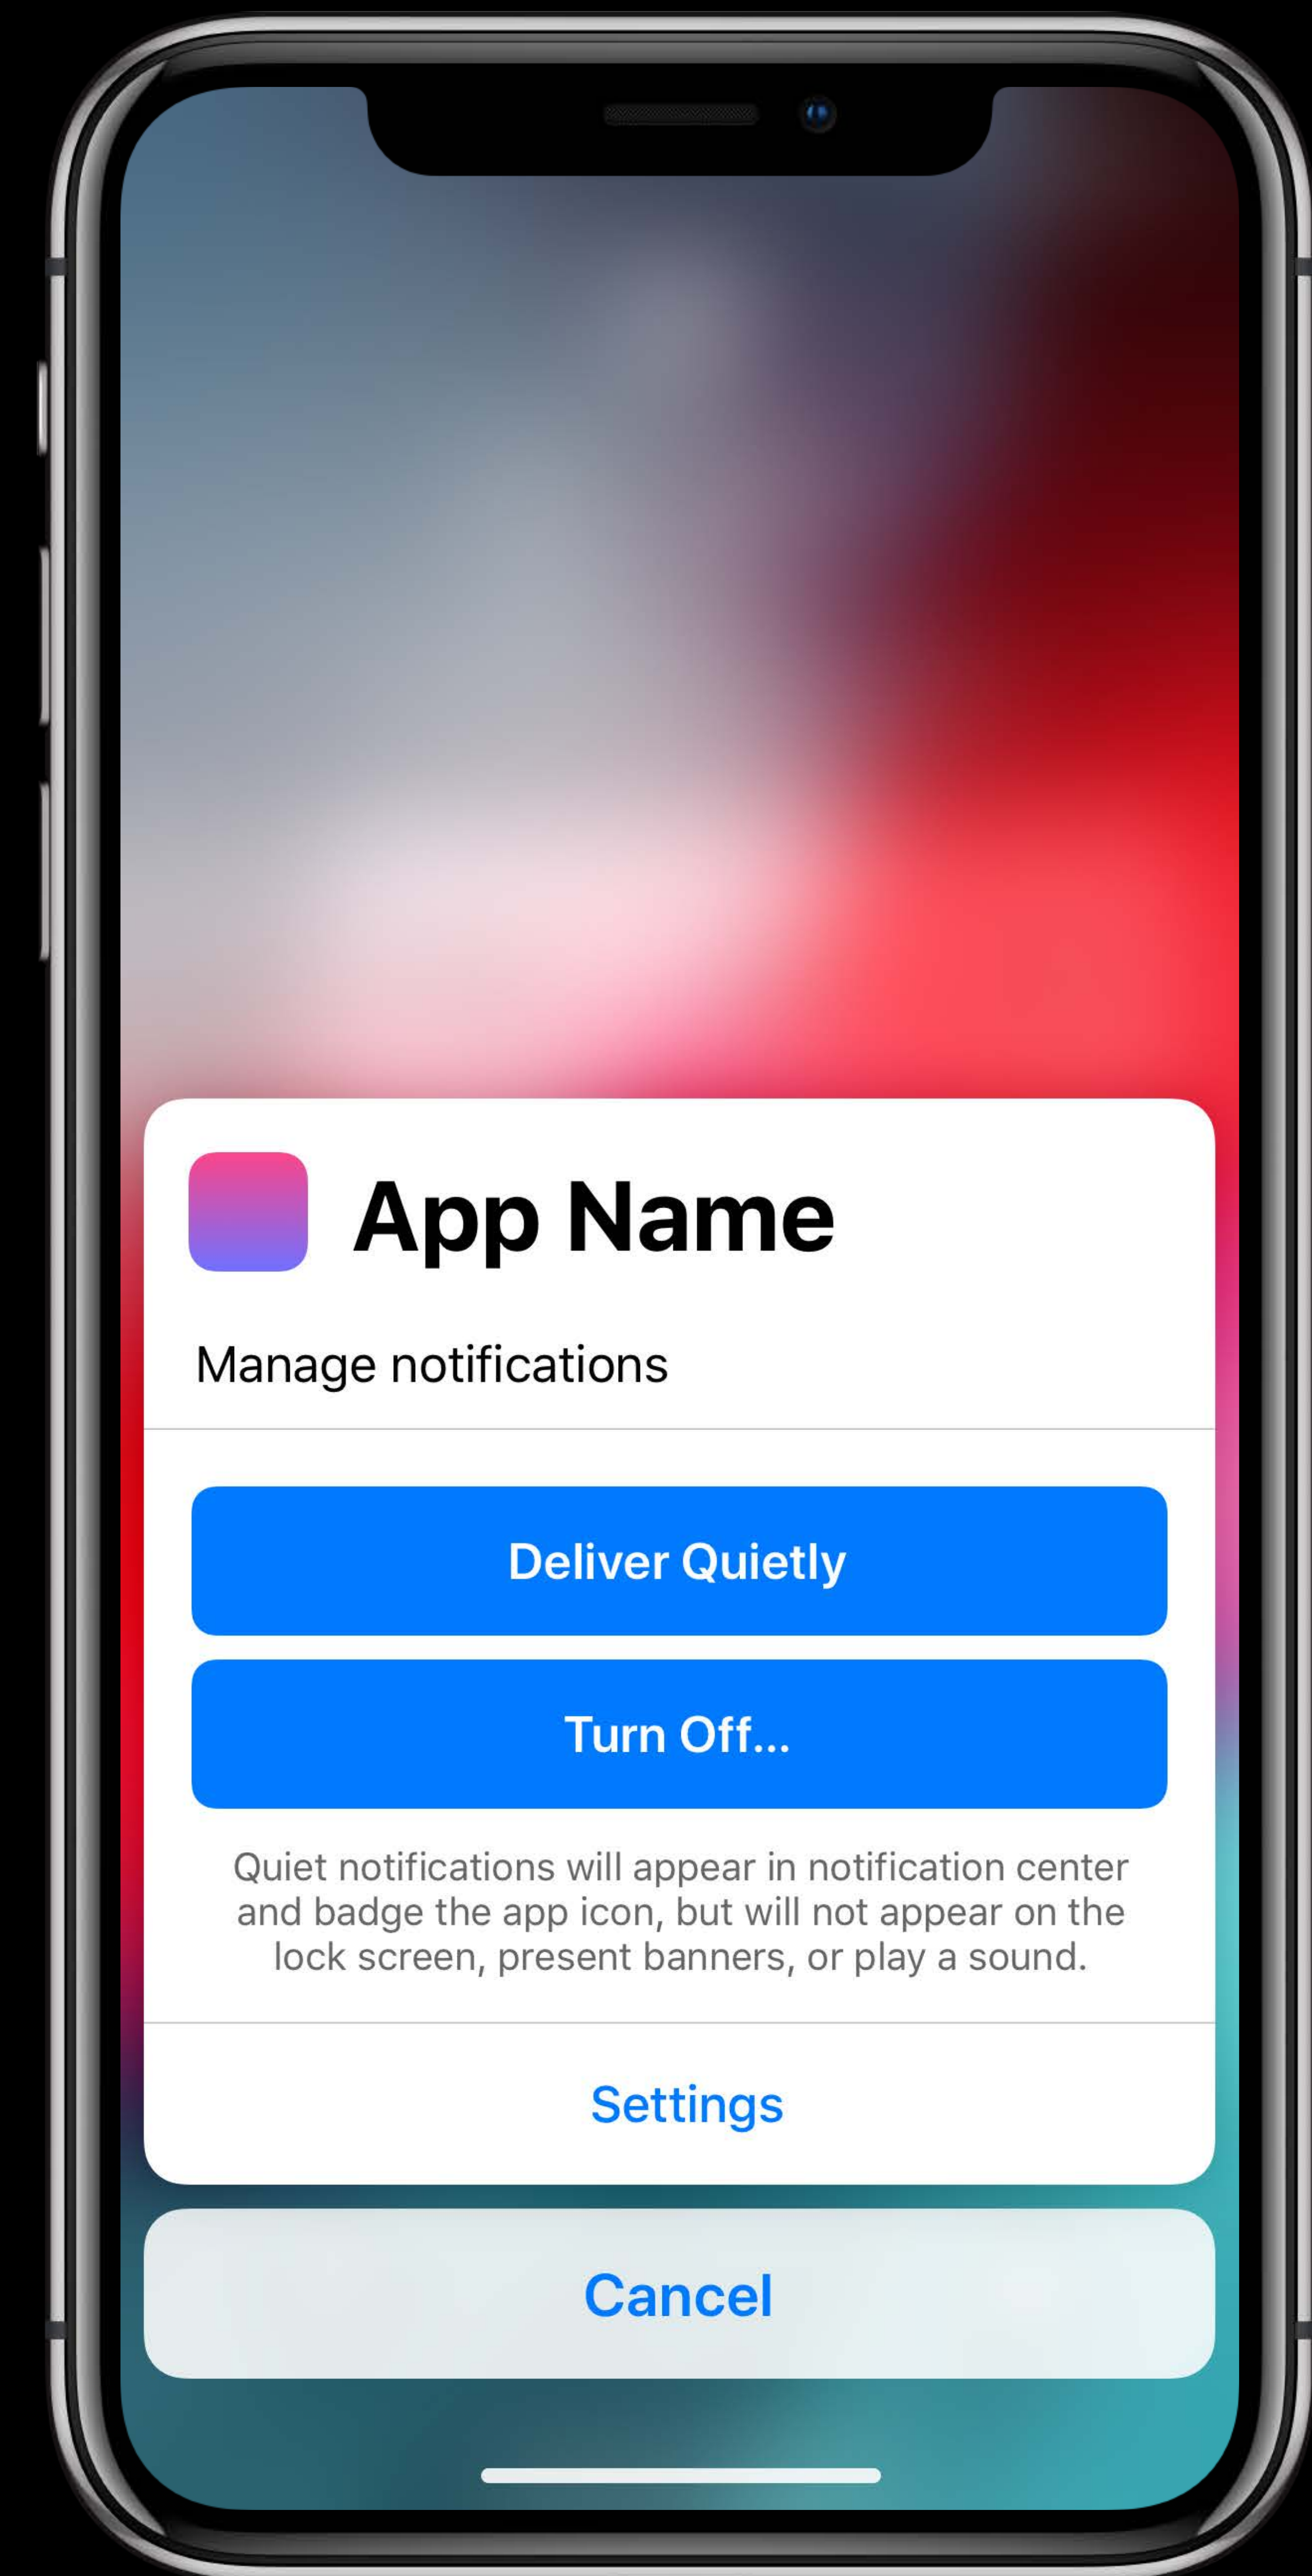 App Name
Manage notifications
Deliver Quietly
Turn Off...
Quiet notifications will appear in notification center
and badge the app icon, but will not appear on the
lock screen, present banners, or play a sound.
Settings
Cancel